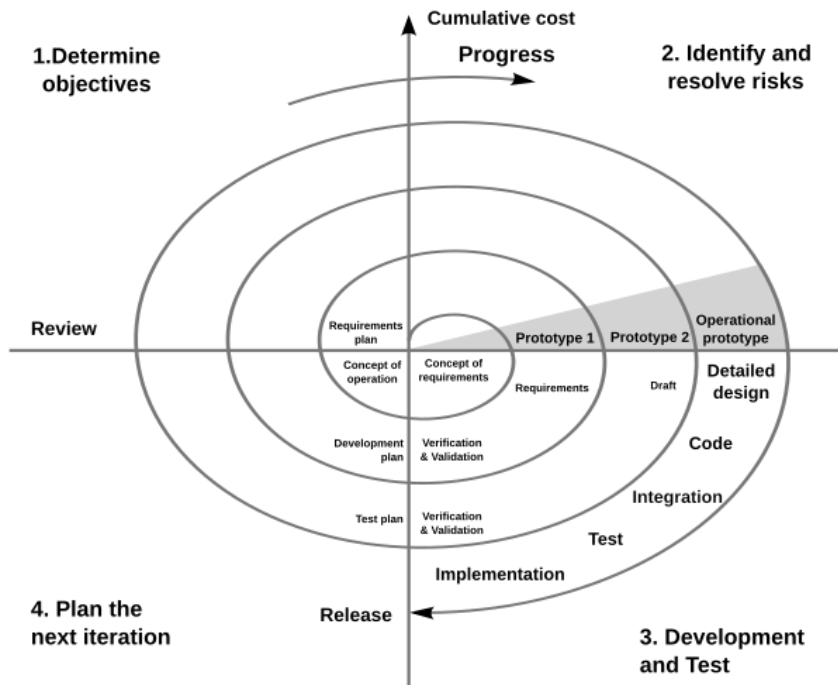 Cumulative cost
Progress
1.Determine
objectives
2. Identify and
resolve risks
Review
Requirements
plan
Prototype 1
Prototype 2
Operational
prototype
Concept of
operation
Concept of
requirements
Requirements
Draft
Detailed
design
Development
plan
Verification
& Validation
Code
Integration
Test plan
Verification
& Validation
Test
Implementation
Release
4. Plan the
next iteration
3. Development
and Test